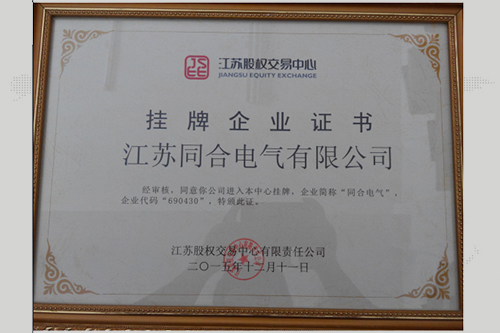 JS
EE
江苏股权交易中心
JIANGSU EQUITY EXCHANGE
挂牌企业证书
江苏同合电气有限公司
经审核，同意你公司进入本中心挂牌，企业简称“同合电气”，
企业代码“690430”，特颁此证。
江苏股权交易中心有限责任公司
二〇一五年十二月十一日